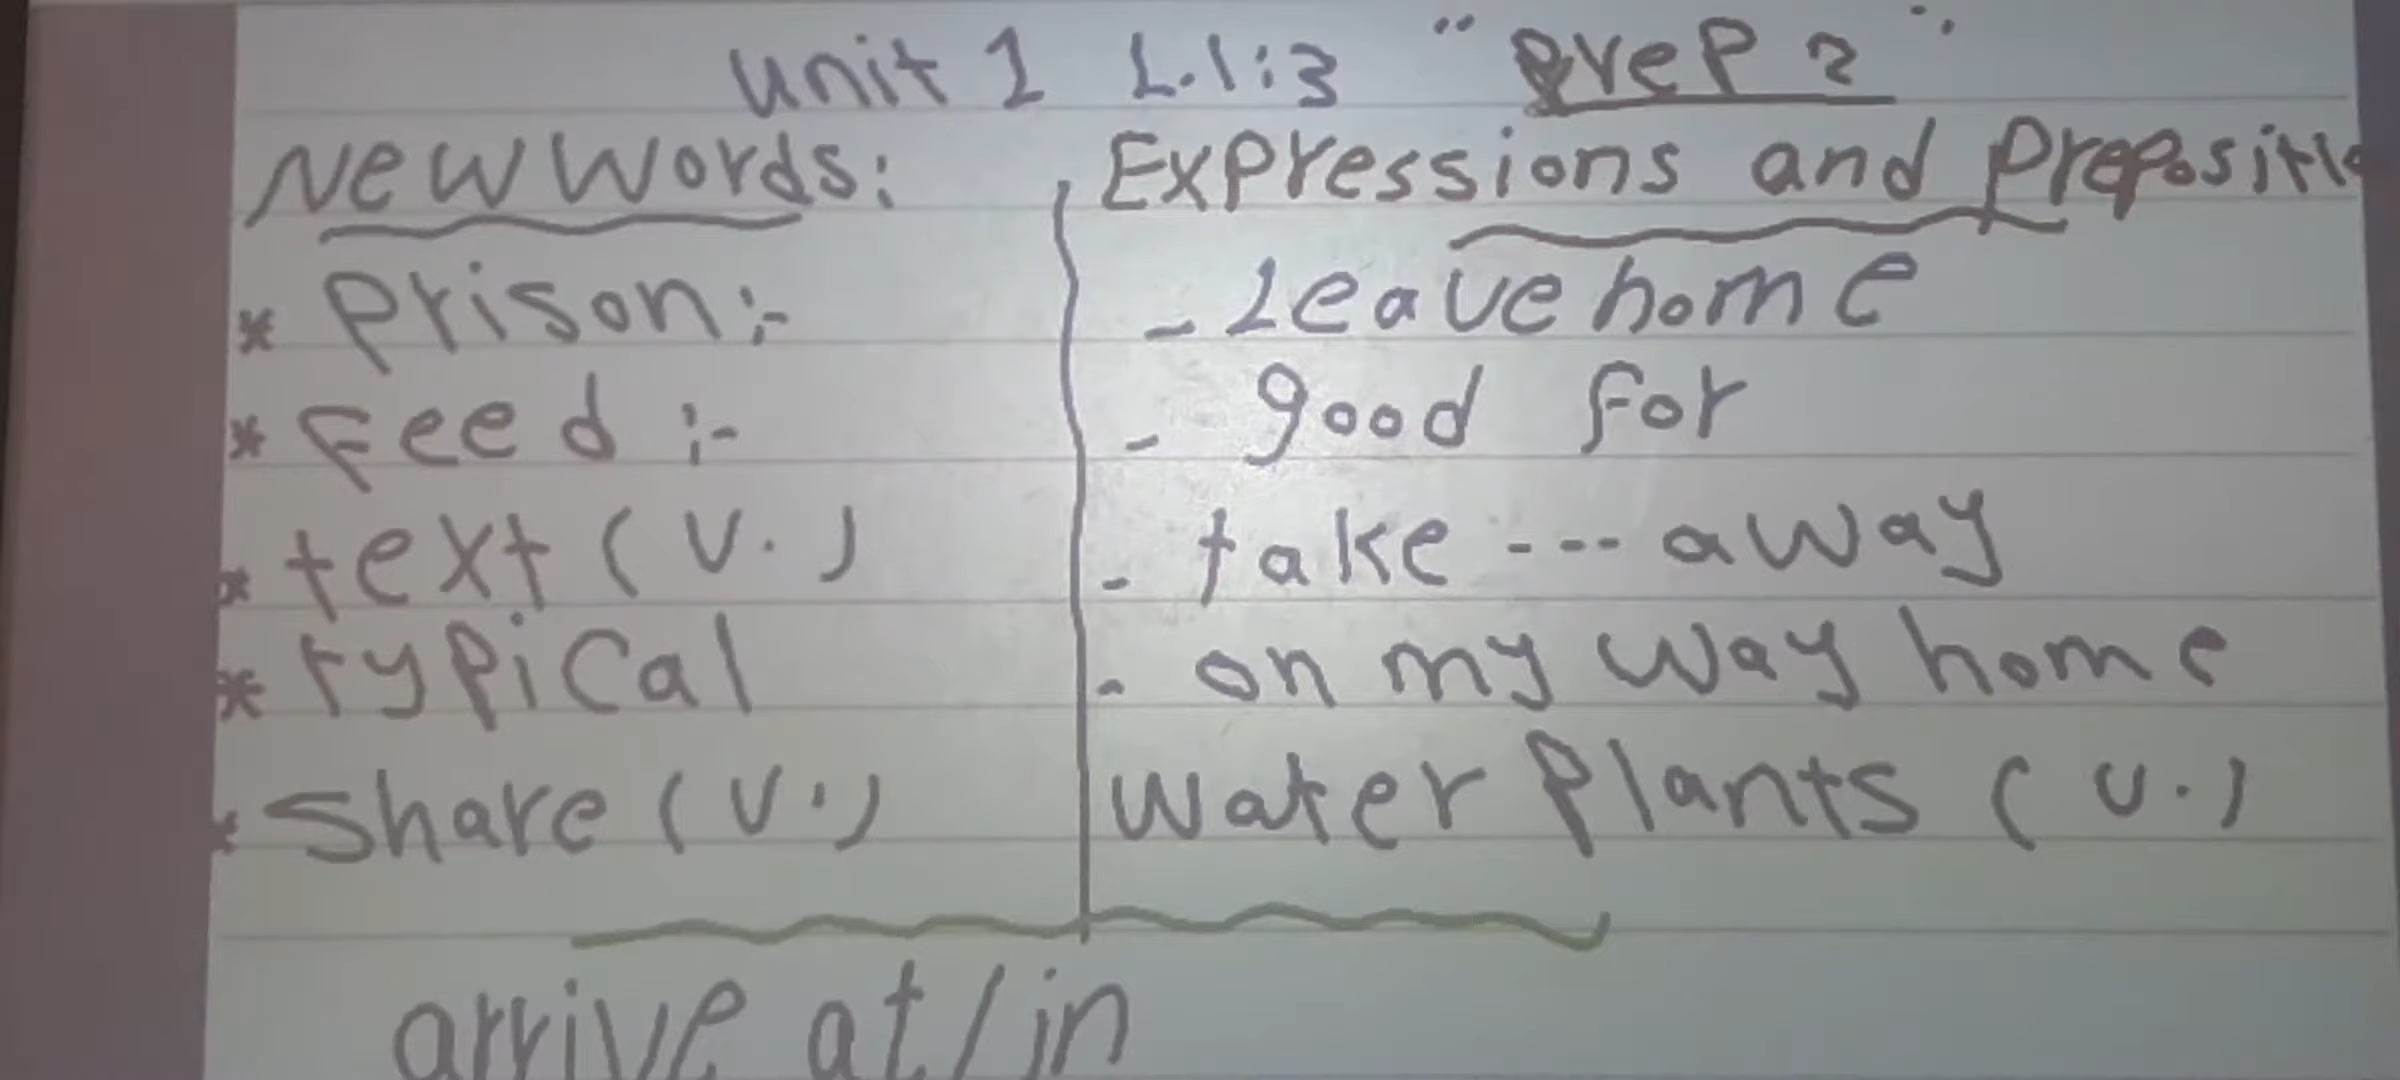 unit 1 L.1:3 "prep 2"
New Words:
* Prison:-
* Feed :-
* text (v.)
* typical
* Share (v.)
Expressions and Prepositio
- Leave home
- good for
- take --- away
- on my way home
Water Plants (v.)
arrive at/in